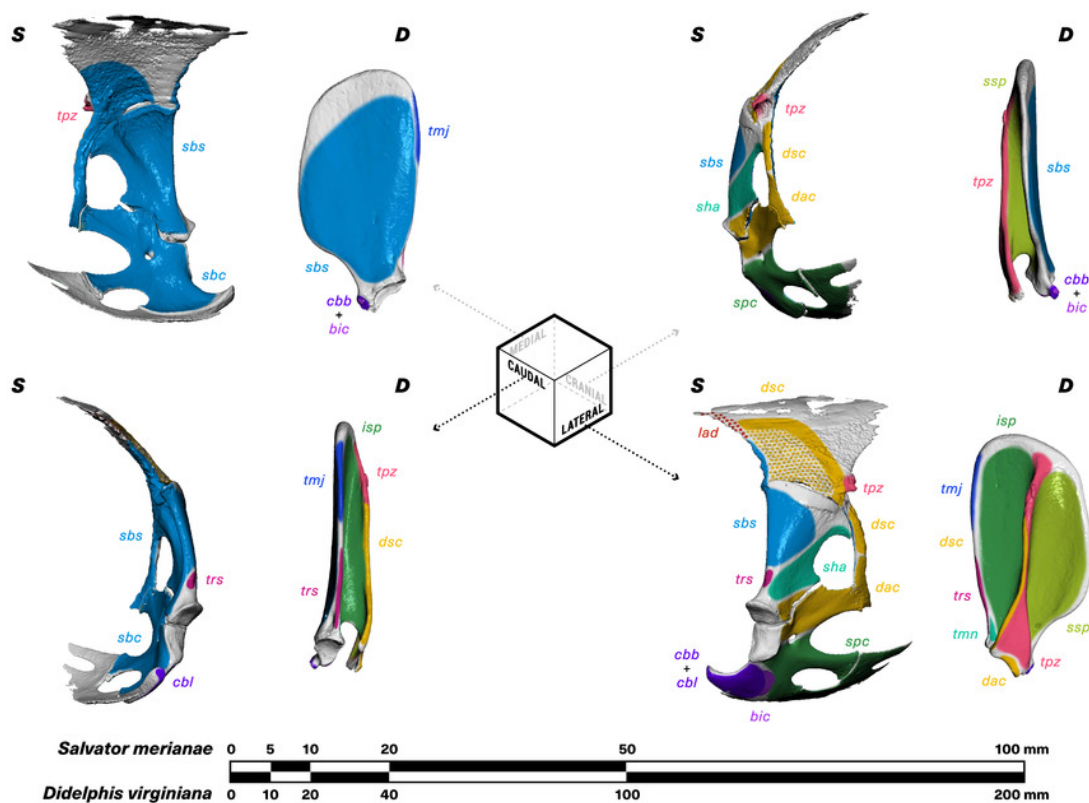 S
D
tpz
sbs
tmj
sbc
sbs
cbb
+
bic
S
D
ssp
tpz
sbs
dsc
tpz
sbs
dac
sha
spc
cbb
+
bic
MEDIAL
CAUDAL
CRANIAL
LATERAL
S
D
isp
tmj
tpz
sbs
dsc
trs
trs
sbc
cbl
S
D
dsc
lad
tpz
tmj
sbs
dsc
dsc
sha
trs
trs
dac
tmn
ssp
spc
cbb
+
cbl
tpz
dac
bic
Salvator merianae 0 5 10 20 50 100 mm
Didelphis virginiana 0 10 20 40 100 200 mm